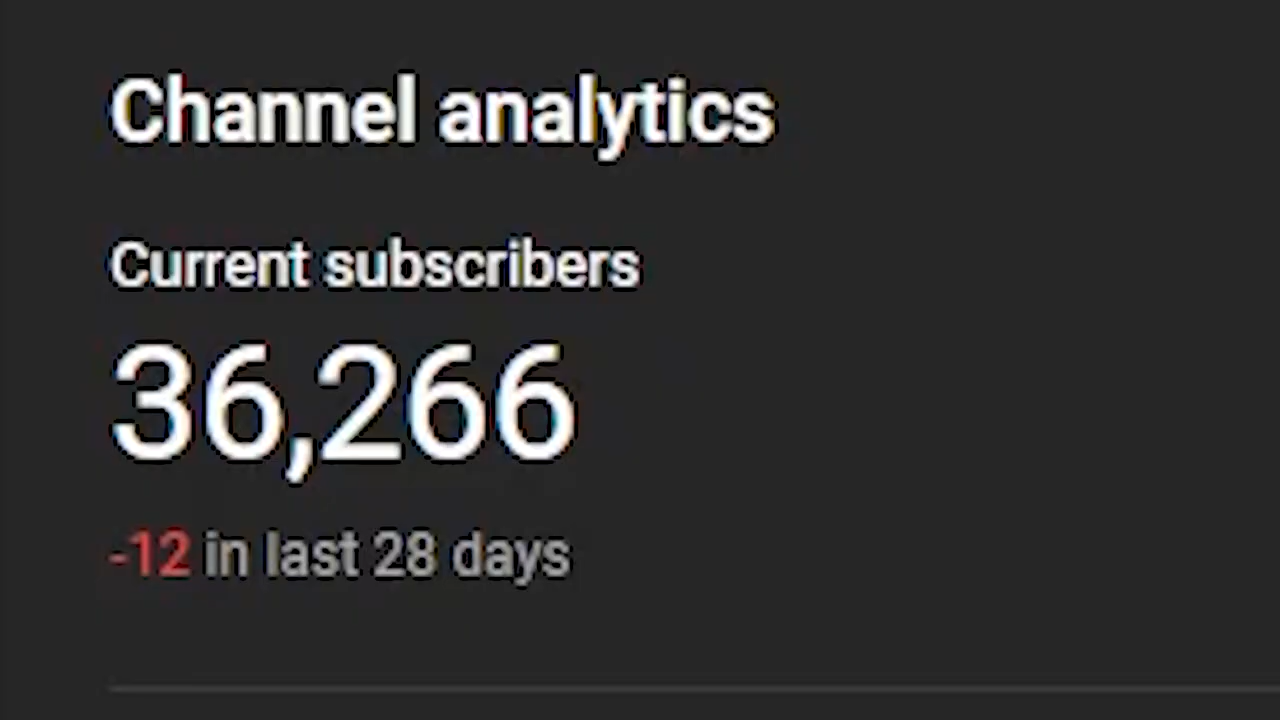 Channel analytics
Current subscribers
36,266
-12 in last 28 days